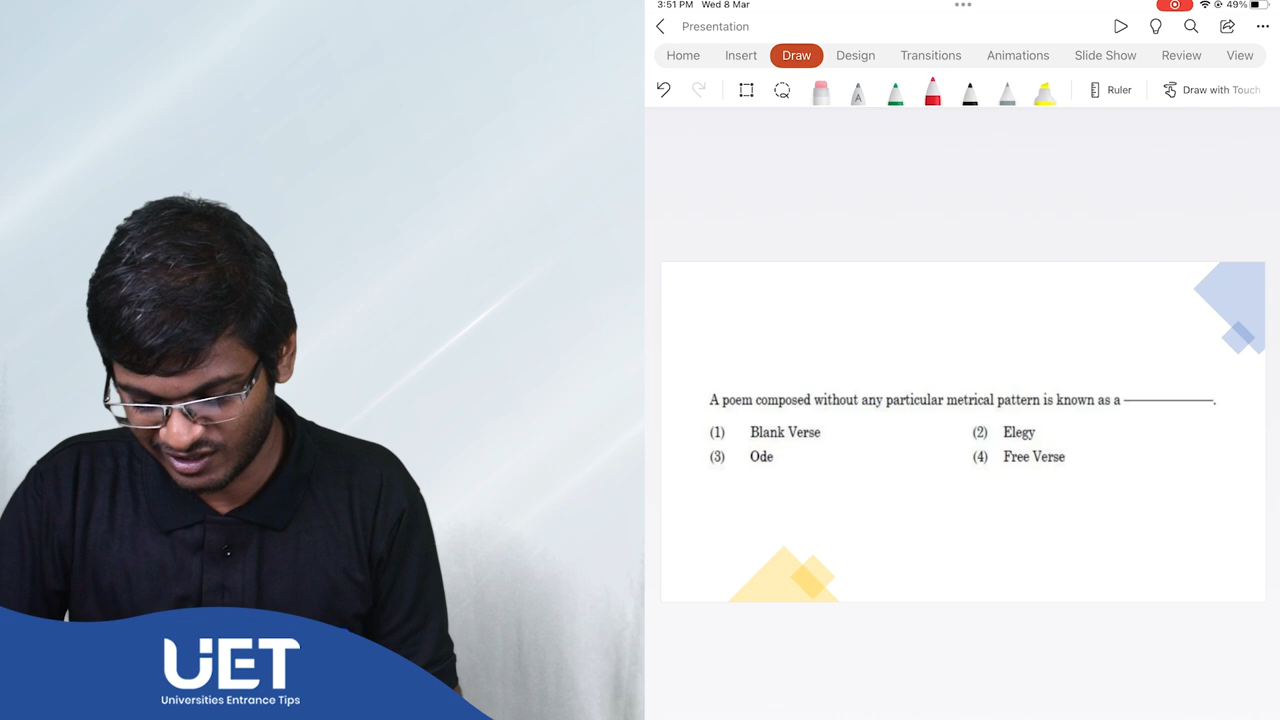 3:51 PM Wed 8 Mar
49%
Presentation
Home Insert Draw Design Transitions Animations Slide Show Review View
A Ruler Draw with Touch
A poem composed without any particular metrical pattern is known as a ————.
(1) Blank Verse (2) Elegy
(3) Ode (4) Free Verse
UET
Universities Entrance Tips